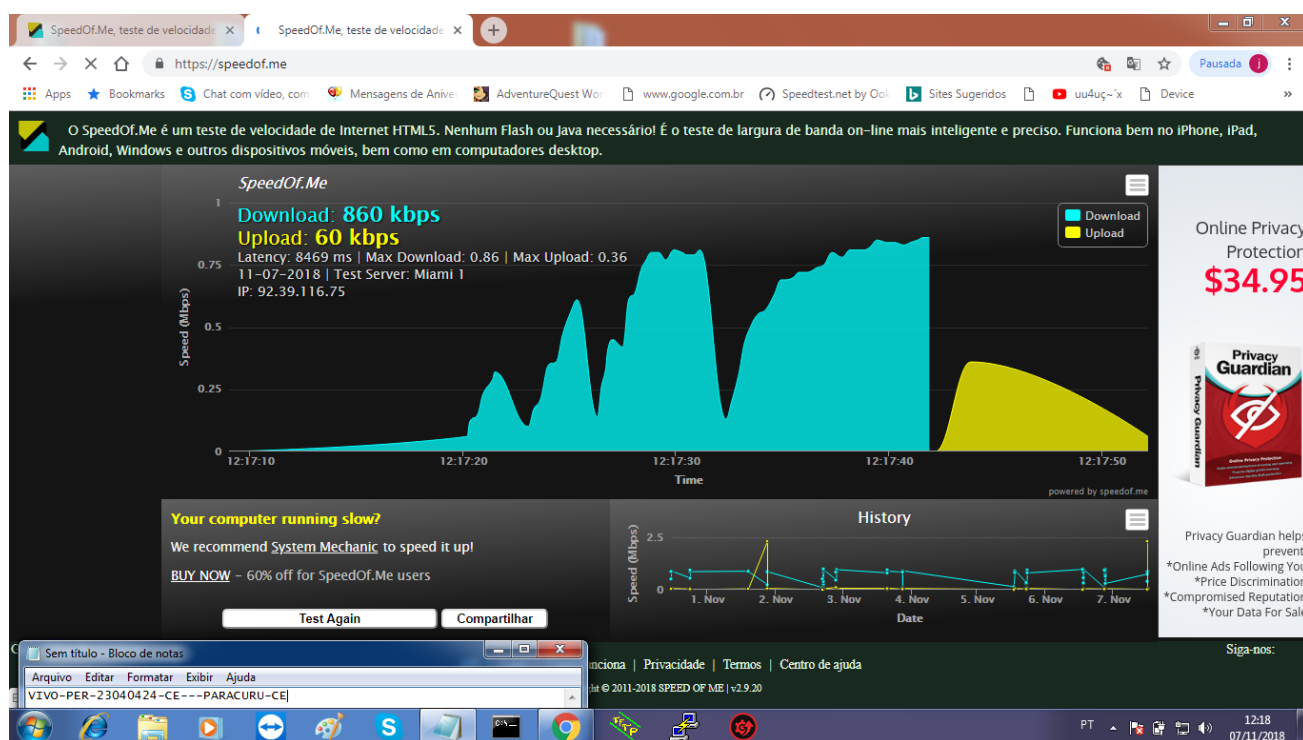 SpeedOf.Me, teste de velocidade
SpeedOf.Me, teste de velocidade
https://speedof.me
Pausada
j
Apps
Bookmarks
Chat com vídeo, com
Mensagens de Anive
AdventureQuest Wor
www.google.com.br
Speedtest.net by Ook
Sites Sugeridos
uu4uç~´x
Device
»
O SpeedOf.Me é um teste de velocidade de Internet HTML5. Nenhum Flash ou Java necessário! É o teste de largura de banda on-line mais inteligente e preciso. Funciona bem no iPhone, iPad,
Android, Windows e outros dispositivos móveis, bem como em computadores desktop.
SpeedOf.Me
Download: 860 kbps
Upload: 60 kbps
Latency: 8469 ms | Max Download: 0.86 | Max Upload: 0.36
11-07-2018 | Test Server: Miami 1
IP: 92.39.116.75
Download
Upload
1
0.75
0.5
0.25
0
Speed (Mbps)
12:17:10
12:17:20
12:17:30
12:17:40
12:17:50
Time
powered by speedof.me
Online Privacy
Protection
$34.95
Privacy
Guardian
Privacy Guardian
Privacy Guardian helps
prevent
*Online Ads Following You
*Price Discrimination
*Compromised Reputation
*Your Data For Sale
Your computer running slow?
We recommend System Mechanic to speed it up!
BUY NOW – 60% off for SpeedOf.Me users
Test Again
Compartilhar
History
Speed (Mbps)
2.5
0
1. Nov
2. Nov
3. Nov
4. Nov
5. Nov
6. Nov
7. Nov
Date
unciona | Privacidade | Termos | Centro de ajuda
Siga-nos:
ght © 2011-2018 SPEED OF ME | v2.9.20
Sem título - Bloco de notas
Arquivo Editar Formatar Exibir Ajuda
VIVO-PER-23040424-CE---PARACURU-CE
PT
12:18
07/11/2018